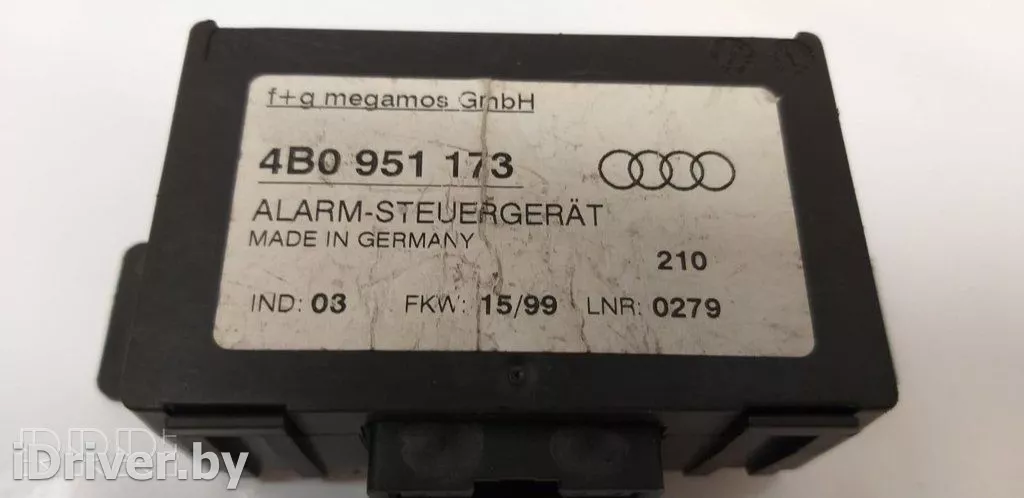 f+g megamos GmbH
4B0 951 173
ALARM-STEUERGERÄT
MADE IN GERMANY
210
IND: 03 FKW: 15/99 LNR: 0279
iDriver.by